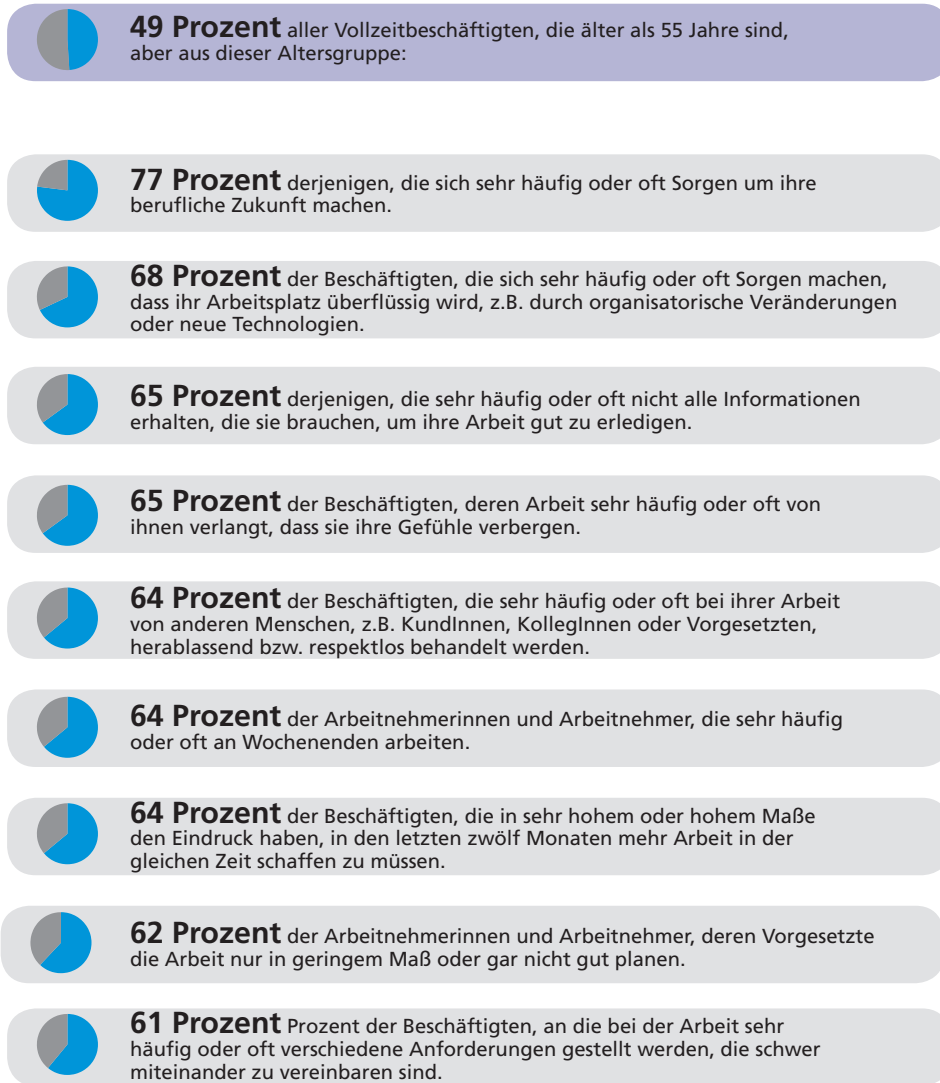 49 Prozent aller Vollzeitbeschäftigten, die älter als 55 Jahre sind,
aber aus dieser Altersgruppe:
77 Prozent derjenigen, die sich sehr häufig oder oft Sorgen um ihre
berufliche Zukunft machen.
68 Prozent der Beschäftigten, die sich sehr häufig oder oft Sorgen machen,
dass ihr Arbeitsplatz überflüssig wird, z.B. durch organisatorische Veränderungen
oder neue Technologien.
65 Prozent derjenigen, die sehr häufig oder oft nicht alle Informationen
erhalten, die sie brauchen, um ihre Arbeit gut zu erledigen.
65 Prozent der Beschäftigten, deren Arbeit sehr häufig oder oft von
ihnen verlangt, dass sie ihre Gefühle verbergen.
64 Prozent der Beschäftigten, die sehr häufig oder oft bei ihrer Arbeit
von anderen Menschen, z.B. KundInnen, KollegInnen oder Vorgesetzten,
herablassend bzw. respektlos behandelt werden.
64 Prozent der Arbeitnehmerinnen und Arbeitnehmer, die sehr häufig
oder oft an Wochenenden arbeiten.
64 Prozent der Beschäftigten, die in sehr hohem oder hohem Maße
den Eindruck haben, in den letzten zwölf Monaten mehr Arbeit in der
gleichen Zeit schaffen zu müssen.
62 Prozent der Arbeitnehmerinnen und Arbeitnehmer, deren Vorgesetzte
die Arbeit nur in geringem Maß oder gar nicht gut planen.
61 Prozent Prozent der Beschäftigten, an die bei der Arbeit sehr
häufig oder oft verschiedene Anforderungen gestellt werden, die schwer
miteinander zu vereinbaren sind.